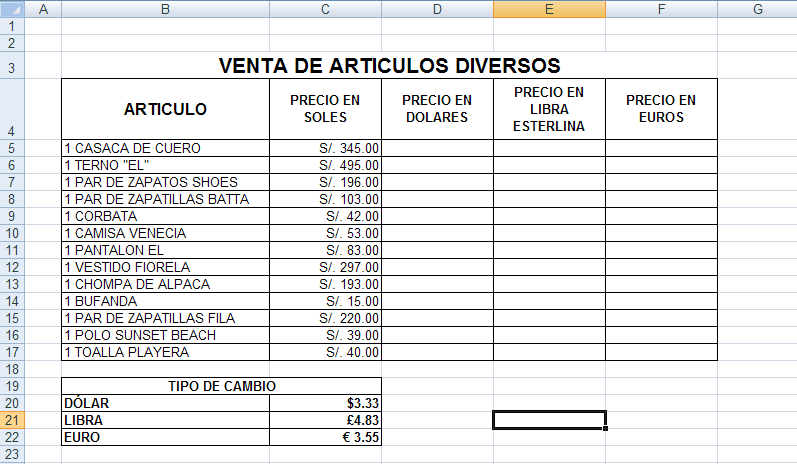 A B C D E F G
1
2
3 VENTA DE ARTICULOS DIVERSOS
4 ARTICULO PRECIO EN SOLES PRECIO EN DOLARES PRECIO EN LIBRA ESTERLINA PRECIO EN EUROS
5 1 CASACA DE CUERO S/. 345.00
6 1 TERNO "EL" S/. 495.00
7 1 PAR DE ZAPATOS SHOES S/. 196.00
8 1 PAR DE ZAPATILLAS BATTA S/. 103.00
9 1 CORBATA S/. 42.00
10 1 CAMISA VENECIA S/. 53.00
11 1 PANTALON EL S/. 83.00
12 1 VESTIDO FIORELA S/. 297.00
13 1 CHOMPA DE ALPACA S/. 193.00
14 1 BUFANDA S/. 15.00
15 1 PAR DE ZAPATILLAS FILA S/. 220.00
16 1 POLO SUNSET BEACH S/. 39.00
17 1 TOALLA PLAYERA S/. 40.00
18
19 TIPO DE CAMBIO
20 DÓLAR $3.33
21 LIBRA £4.83
22 EURO € 3.55
23